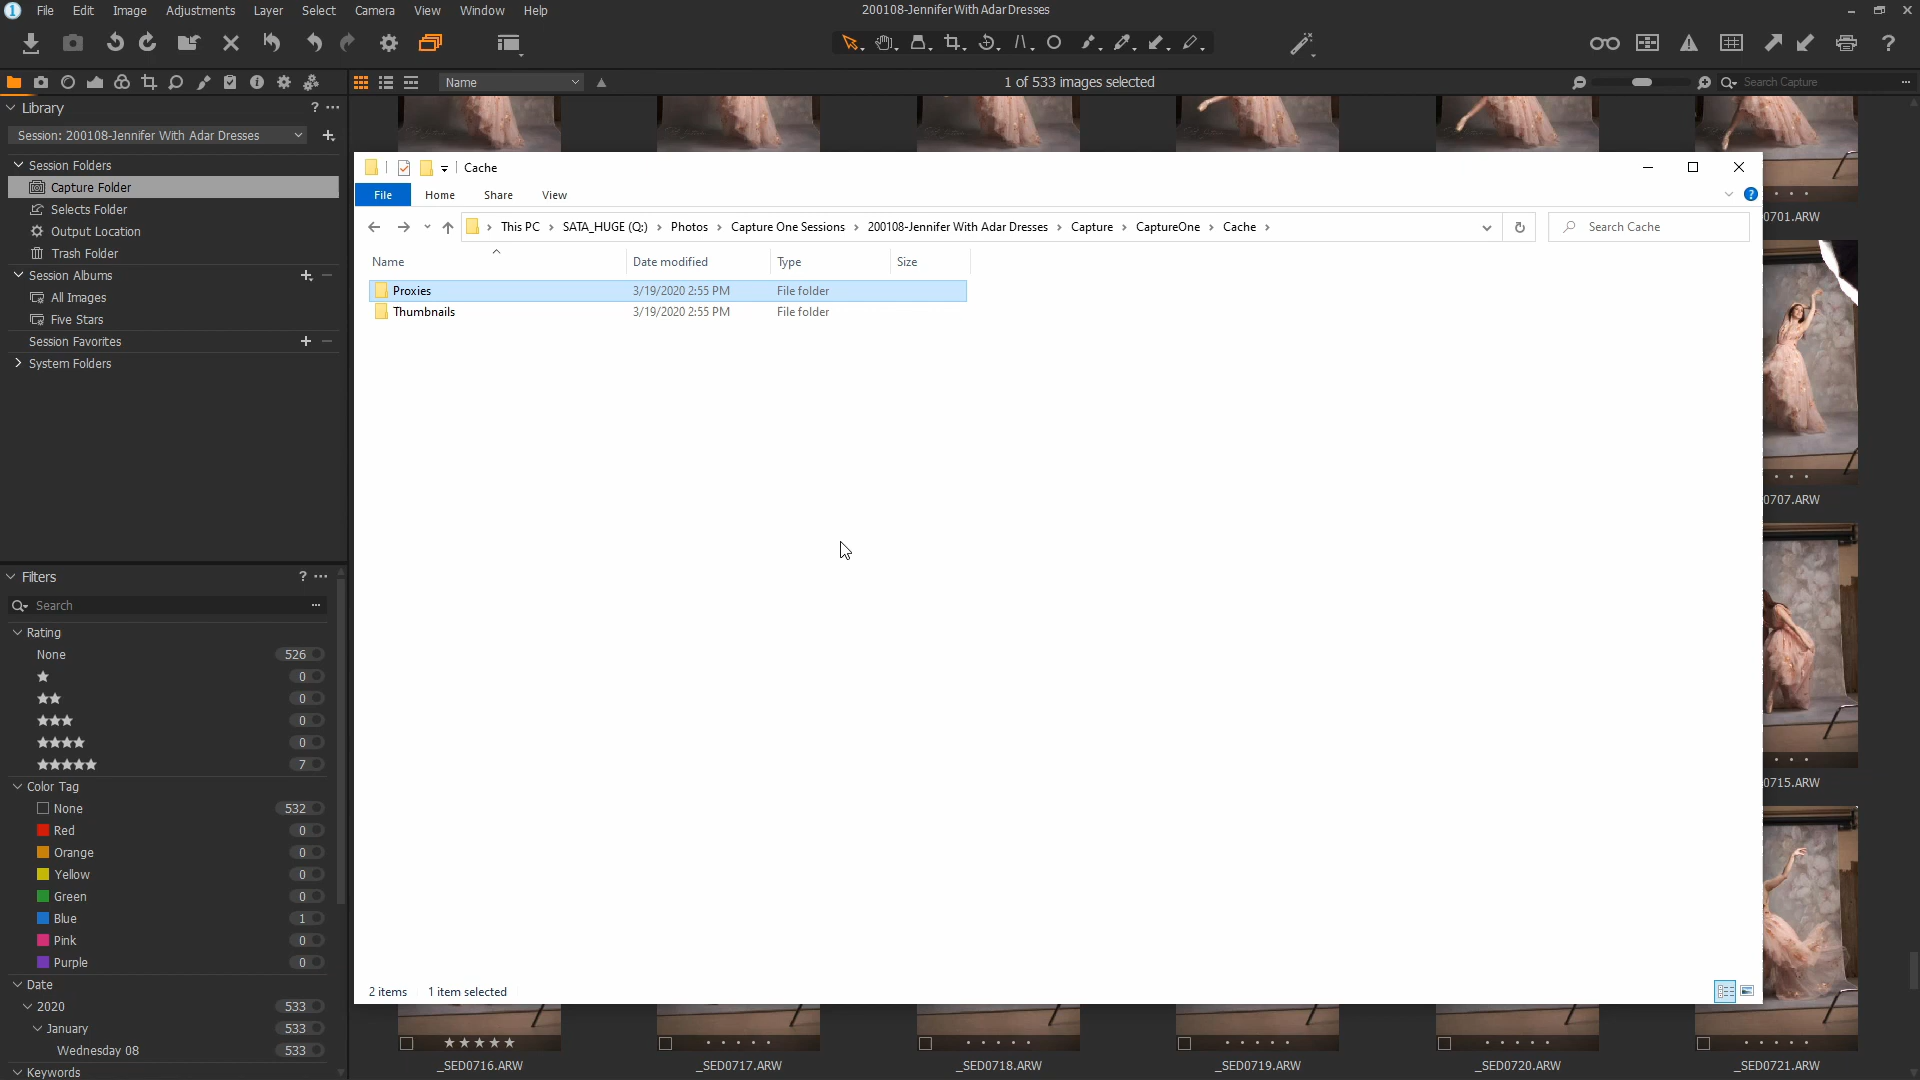 File Edit Image Adjustments Layer Select Camera View Window Help
200108-Jennifer With Adar Dresses
Name
1 of 533 images selected
Search Capture
Library
Session: 200108-Jennifer With Adar Dresses
Session Folders
Capture Folder
Selects Folder
Output Location
Trash Folder
Session Albums
All Images
Five Stars
Session Favorites
System Folders
Cache
File Home Share View
This PC SATA_HUGE (Q:) Photos Capture One Sessions 200108-Jennifer With Adar Dresses Capture CaptureOne Cache
Search Cache
Name Date modified Type Size
Proxies 3/19/2020 2:55 PM File folder
Thumbnails 3/19/2020 2:55 PM File folder
2 items 1 item selected
0701.ARW
0707.ARW
0715.ARW
Filters
Search
Rating
None 526
0
0
0
0
7
Color Tag
None 532
Red 0
Orange 0
Yellow 0
Green 0
Blue 1
Pink 0
Purple 0
Date
2020 533
January 533
Wednesday 08 533
Keywords
_SED0716.ARW _SED0717.ARW _SED0718.ARW _SED0719.ARW _SED0720.ARW _SED0721.ARW